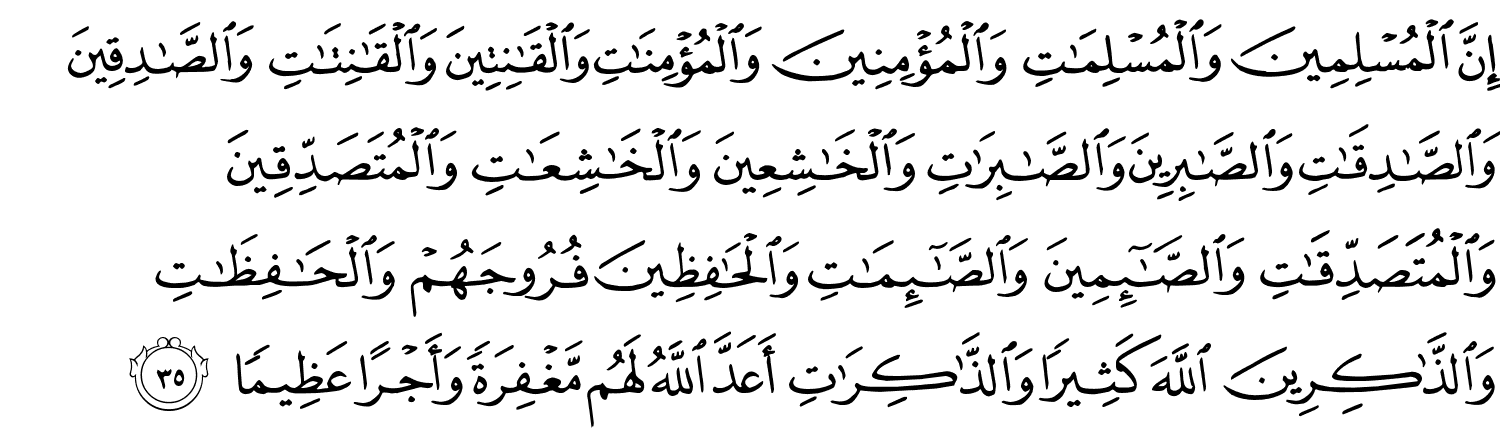 إِنَّ ٱلْمُسْلِمِينَ وَٱلْمُسْلِمَٰتِ وَٱلْمُؤْمِنِينَ وَٱلْمُؤْمِنَٰتِ وَٱلْقَٰنِتِينَ وَٱلْقَٰنِتَٰتِ وَٱلصَّٰدِقِينَ
وَٱلصَّٰدِقَٰتِ وَٱلصَّٰبِرِينَ وَٱلصَّٰبِرَٰتِ وَٱلْخَٰشِعِينَ وَٱلْخَٰشِعَٰتِ وَٱلْمُتَصَدِّقِينَ
وَٱلْمُتَصَدِّقَٰتِ وَٱلصَّٰٓئِمِينَ وَٱلصَّٰٓئِمَٰتِ وَٱلْحَٰفِظِينَ فُرُوجَهُمْ وَٱلْحَٰفِظَٰتِ
وَٱلذَّٰكِرِينَ ٱللَّهَ كَثِيرًا وَٱلذَّٰكِرَٰتِ أَعَدَّ ٱللَّهُ لَهُم مَّغْفِرَةً وَأَجْرًا عَظِيمًا ٣٥